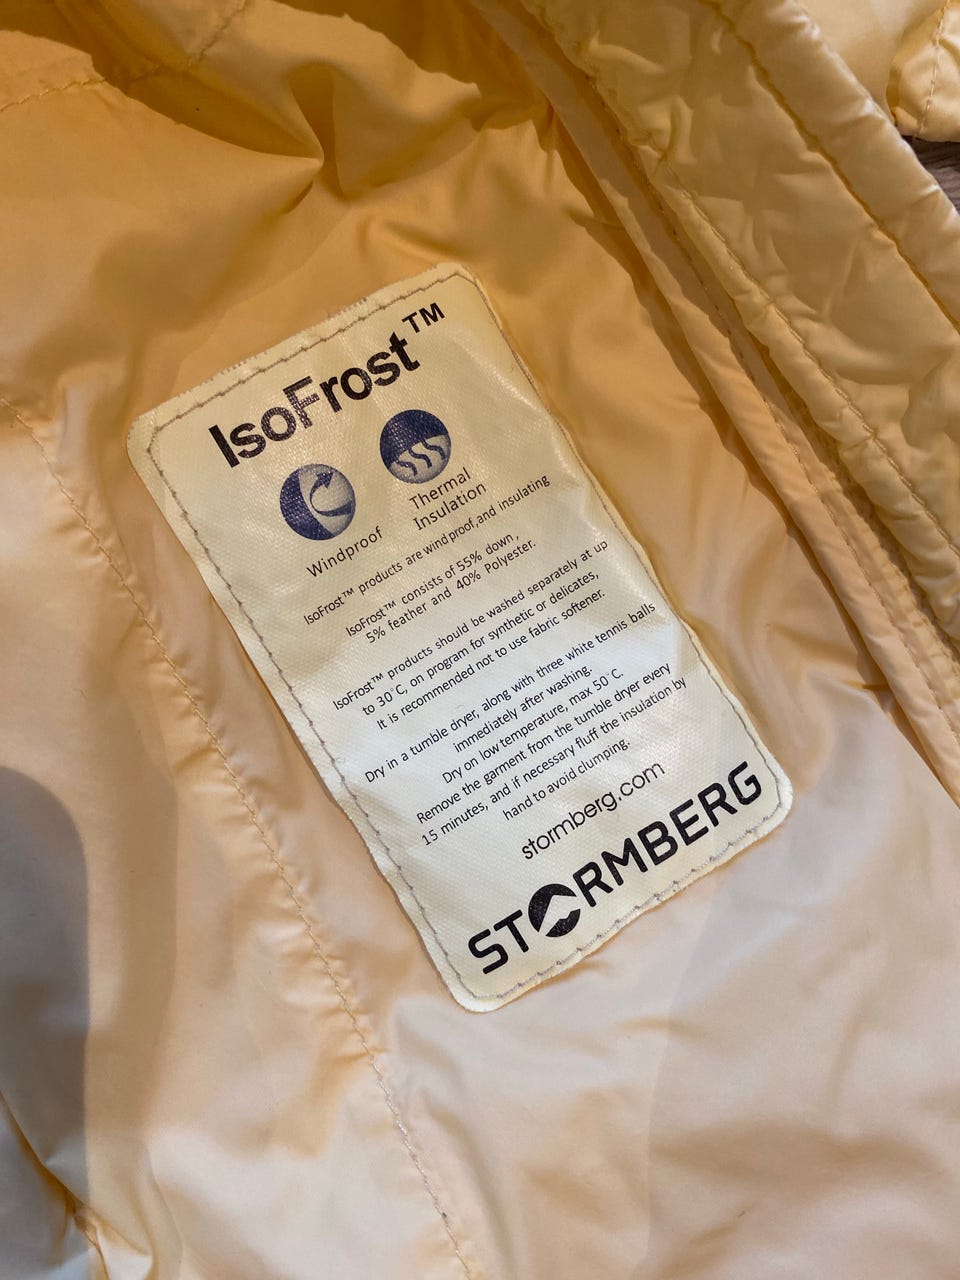 IsoFrost™
Windproof
Thermal
Insulation
IsoFrost™ products are wind proof,and insulating
IsoFrost™ consists of 55% down ,
5% feather and 40% Polyester.
IsoFrost™ products should be washed separately at up
to 30°C, on program for synthetic or delicates,
It is recommended not to use fabric softener.
Dry in a tumble dryer, along with three white tennis balls
immediately after washing.
Dry on low temperature, max 50°C.
Remove the garment from the tumble dryer every
15 minutes, and if necessary fluff the insulation by
hand to avoid clumping.
stormberg.com
STORMBERG